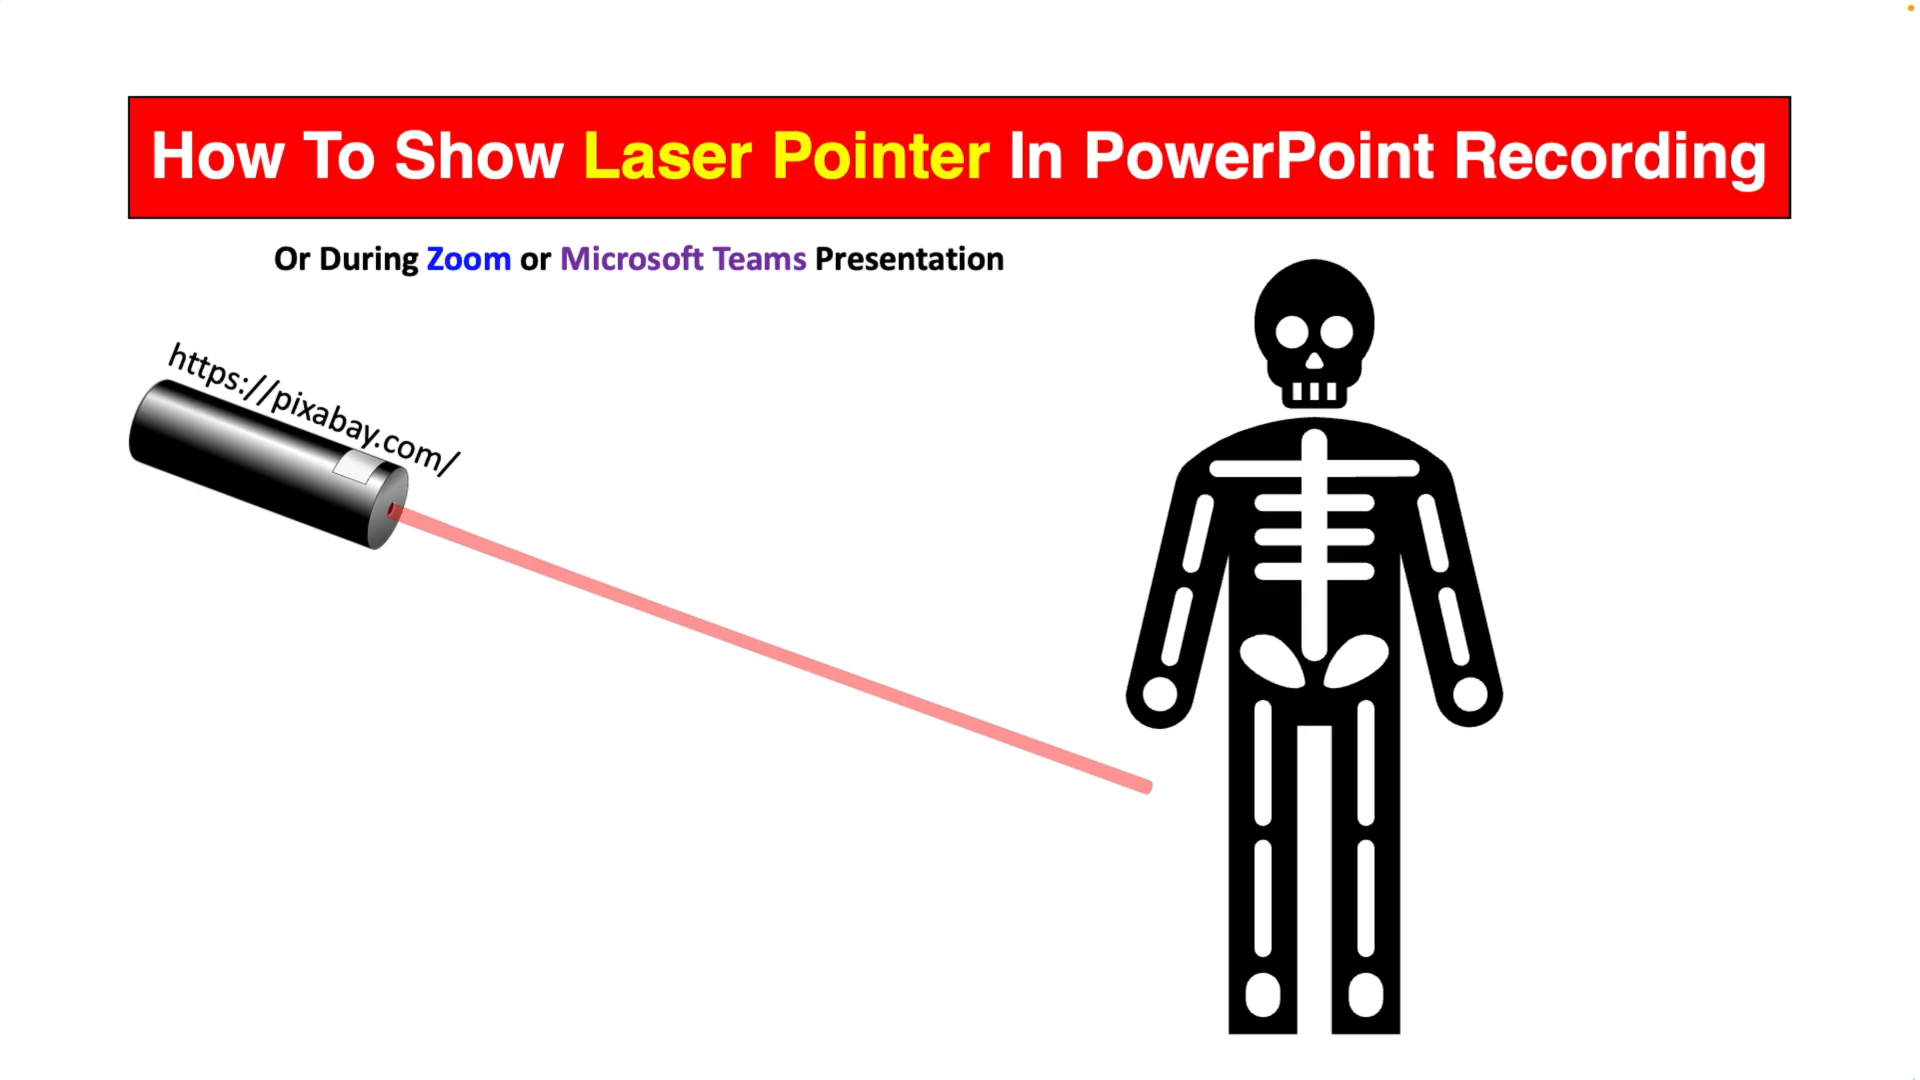 How To Show Laser Pointer In PowerPoint Recording
Or During Zoom or Microsoft Teams Presentation
https://pixabay.com/